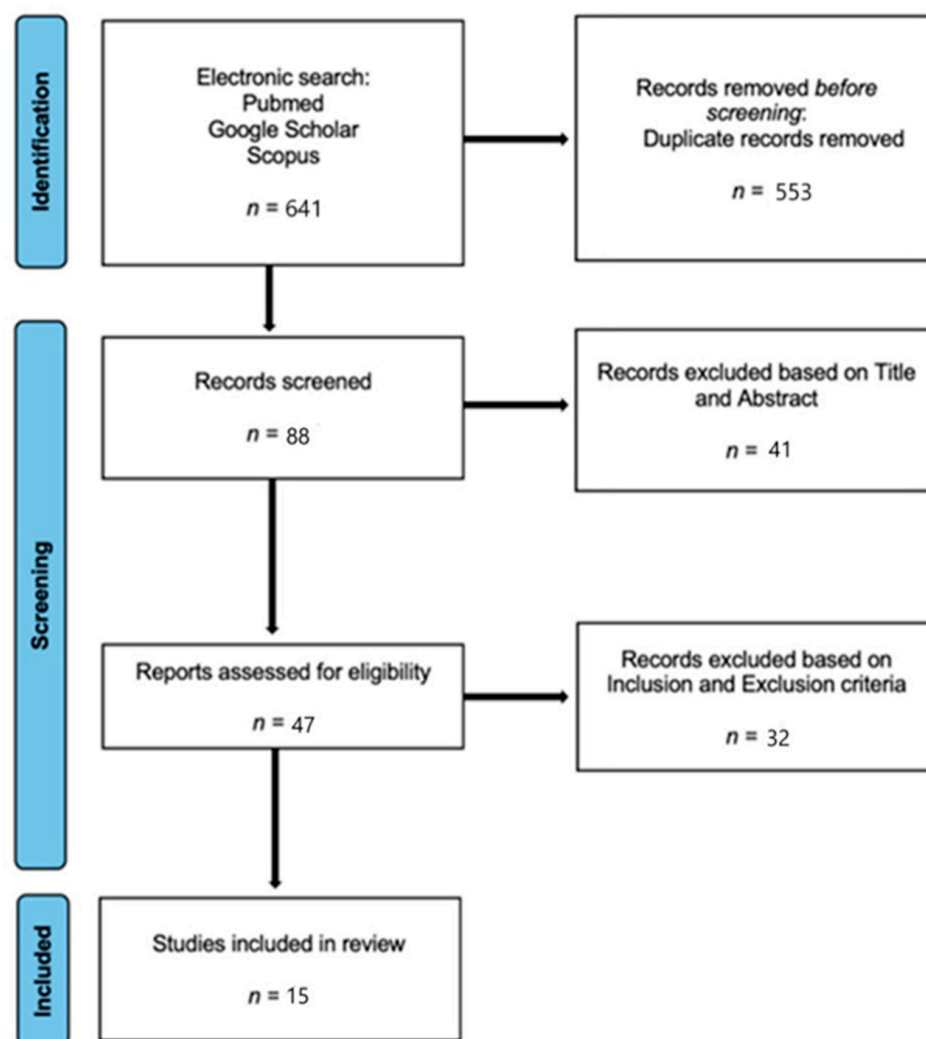 Identification
Electronic search:
Pubmed
Google Scholar
Scopus
n = 641
Records removed before
screening:
Duplicate records removed
n = 553
Screening
Records screened
n = 88
Records excluded based on Title
and Abstract
n = 41
Reports assessed for eligibility
n = 47
Records excluded based on
Inclusion and Exclusion criteria
n = 32
Included
Studies included in review
n = 15